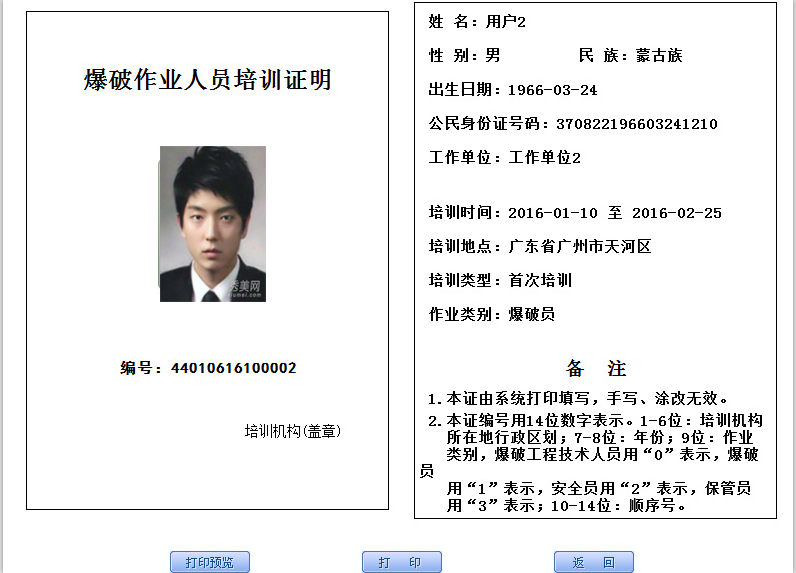 爆破作业人员培训证明
秀美网
xiumei.com
编号：44010616100002
培训机构(盖章)
姓 名：用户2
性 别：男 民 族：蒙古族
出生日期：1966-03-24
公民身份证号码：370822196603241210
工作单位：工作单位2
培训时间：2016-01-10 至 2016-02-25
培训地点：广东省广州市天河区
培训类型：首次培训
作业类别：爆破员
备 注
1.本证由系统打印填写，手写、涂改无效。
2.本证编号用14位数字表示。1-6位：培训机构
所在地行政区划；7-8位：年份；9位：作业
类别，爆破工程技术人员用“0”表示，爆破
员
用“1”表示，安全员用“2”表示，保管员
用“3”表示；10-14位：顺序号。
打印预览
打 印
返 回